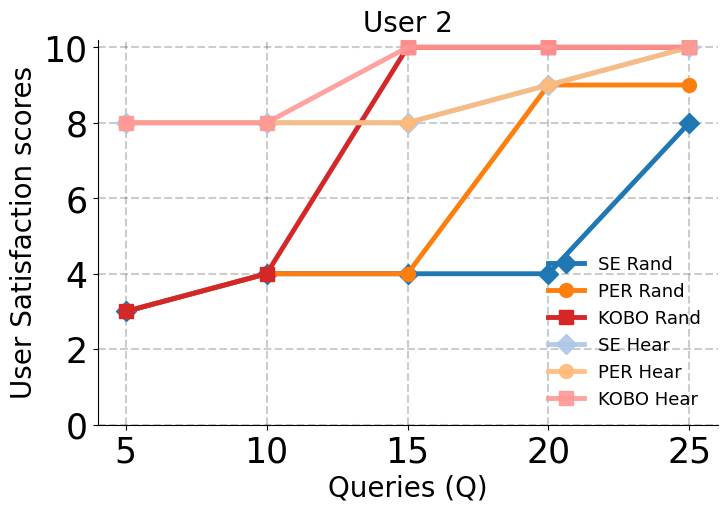 User 2
User Satisfaction scores
10
8
6
4
2
0
5 10 15 20 25
Queries (Q)
SE Rand
PER Rand
KOBO Rand
SE Hear
PER Hear
KOBO Hear